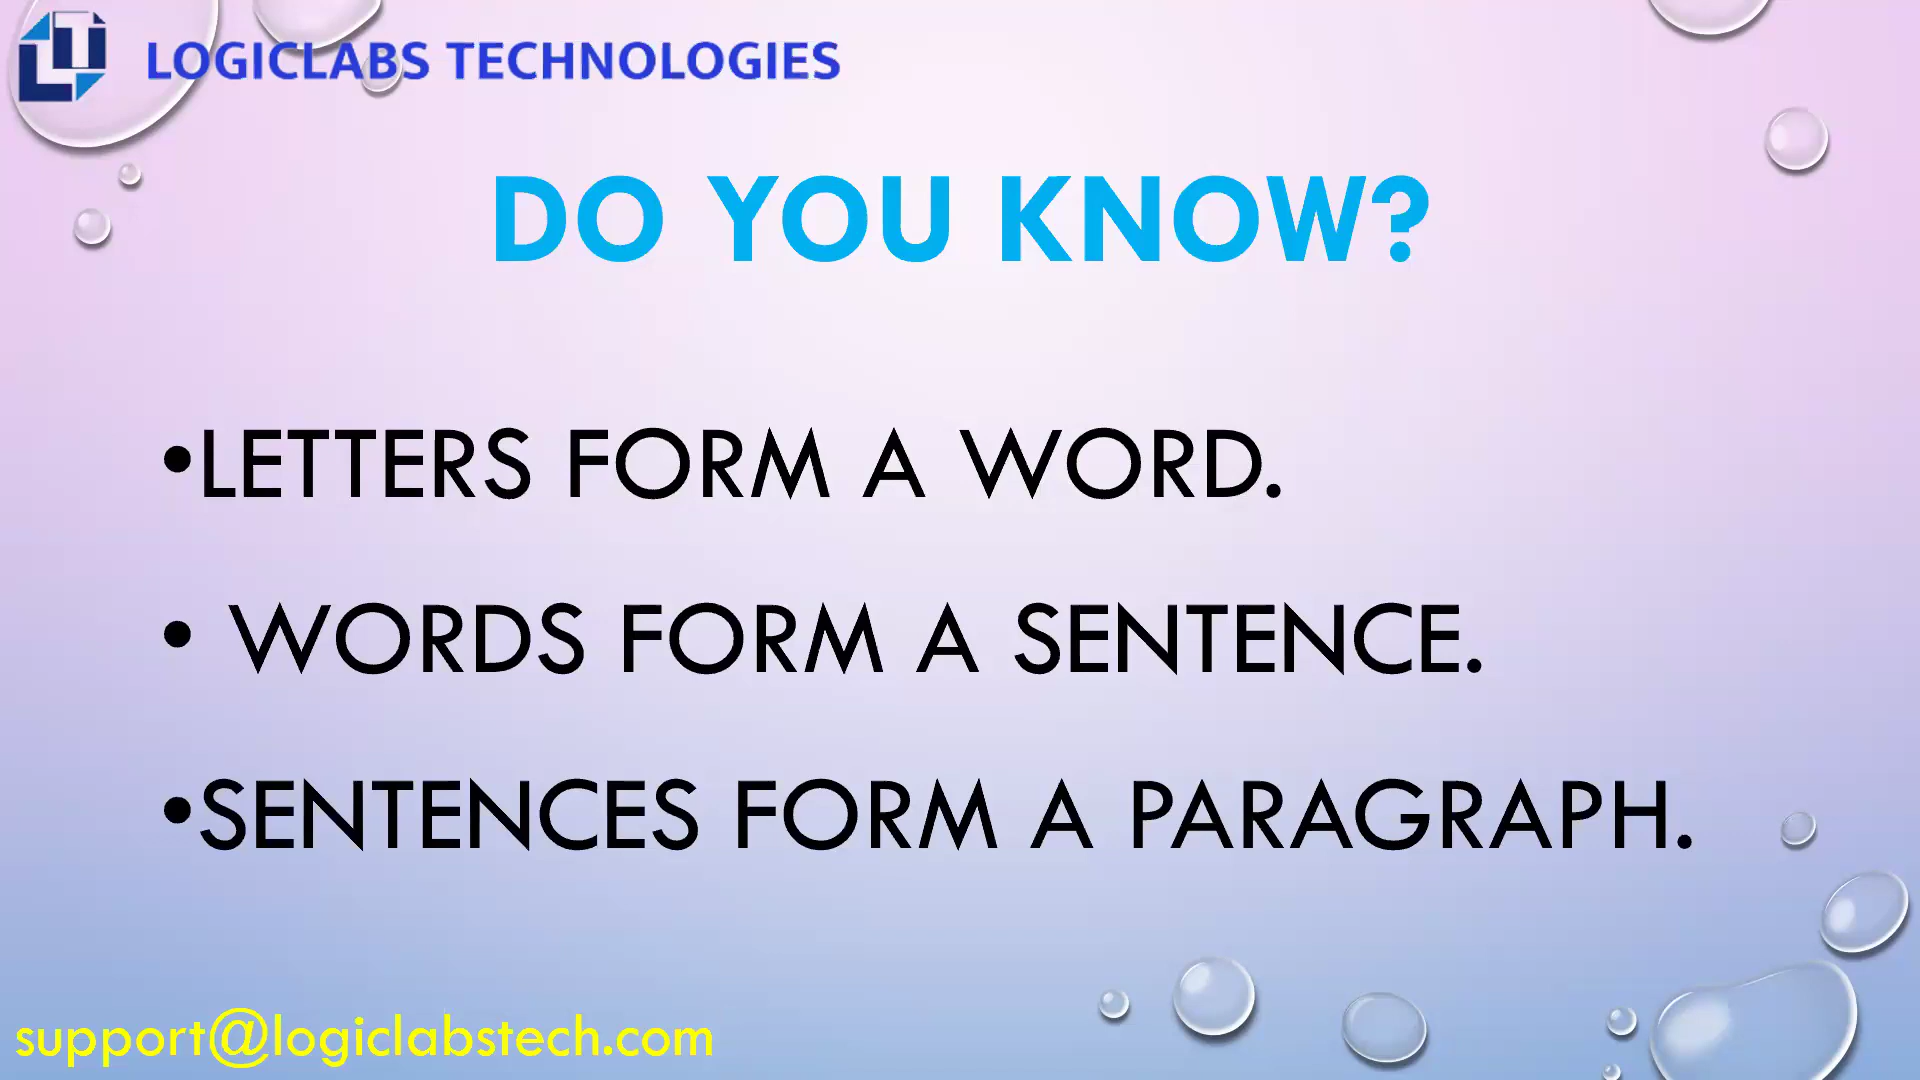 LOGICLABS TECHNOLOGIES
DO YOU KNOW?
•LETTERS FORM A WORD.
• WORDS FORM A SENTENCE.
•SENTENCES FORM A PARAGRAPH.
support@logiclabstech.com